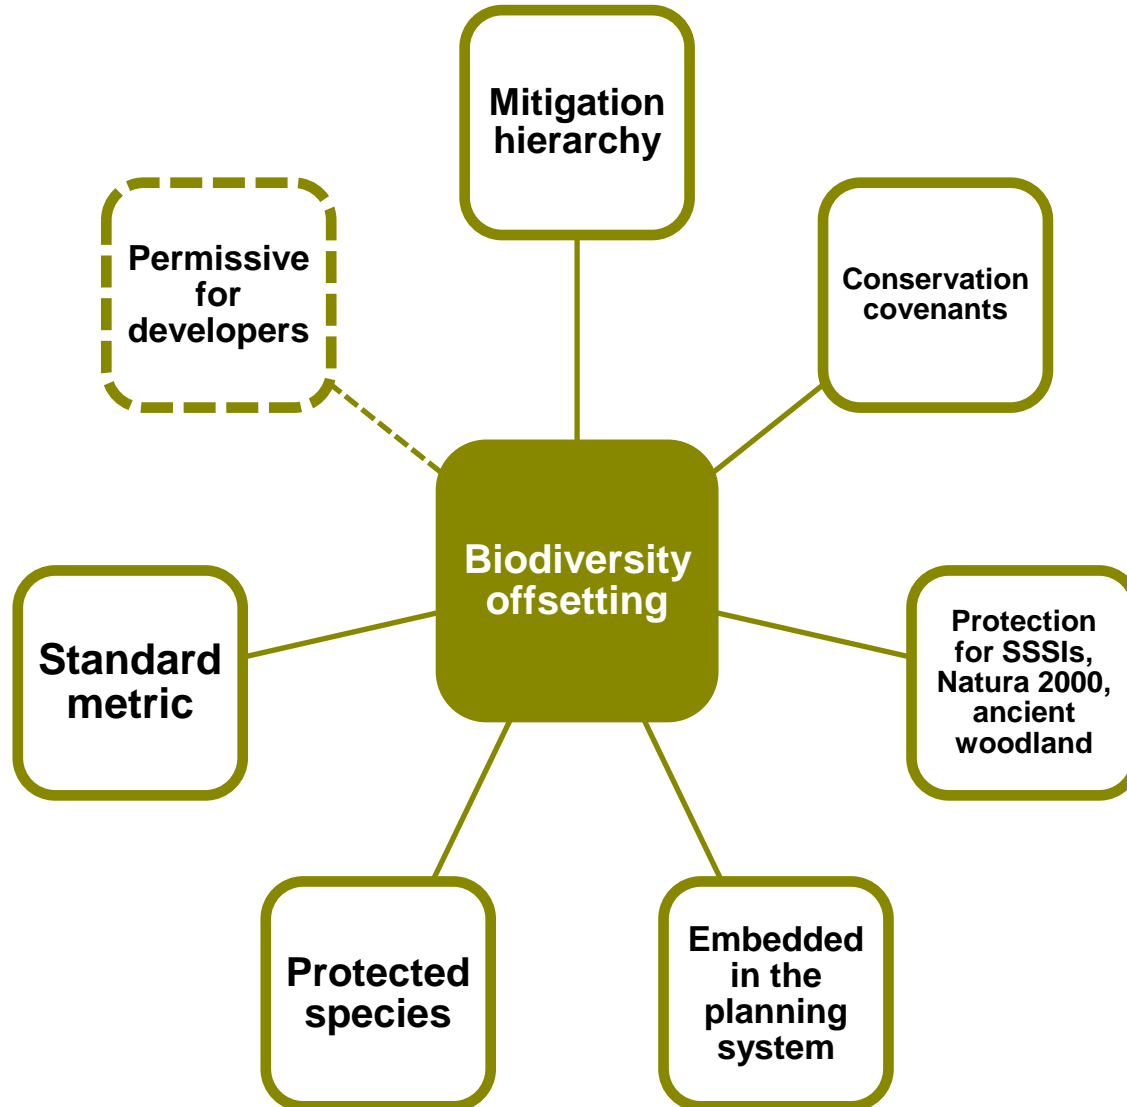 Mitigation
hierarchy
Permissive
for
developers
Conservation
covenants
Biodiversity
offsetting
Standard
metric
Protection
for SSSIs,
Natura 2000,
ancient
woodland
Protected
species
Embedded
in the
planning
system